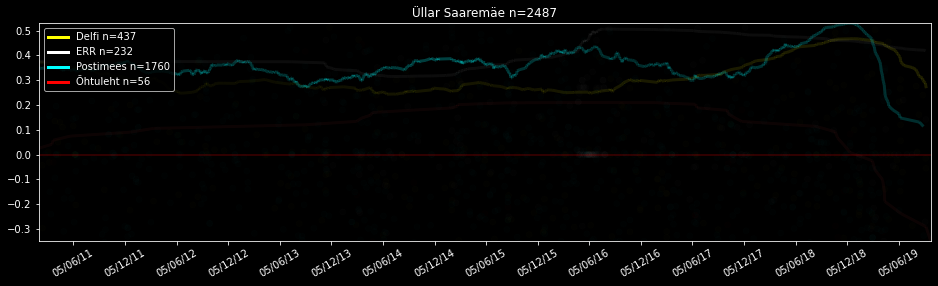 Üllar Saaremäe n=2487
Delfi n=437
ERR n=232
Postimees n=1760
Õhtuleht n=56
0.5
0.4
0.3
0.2
0.1
0.0
−0.1
−0.2
−0.3
05/06/11 05/12/11 05/06/12 05/12/12 05/06/13 05/12/13 05/06/14 05/12/14 05/06/15 05/12/15 05/06/16 05/12/16 05/06/17 05/12/17 05/06/18 05/12/18 05/06/19